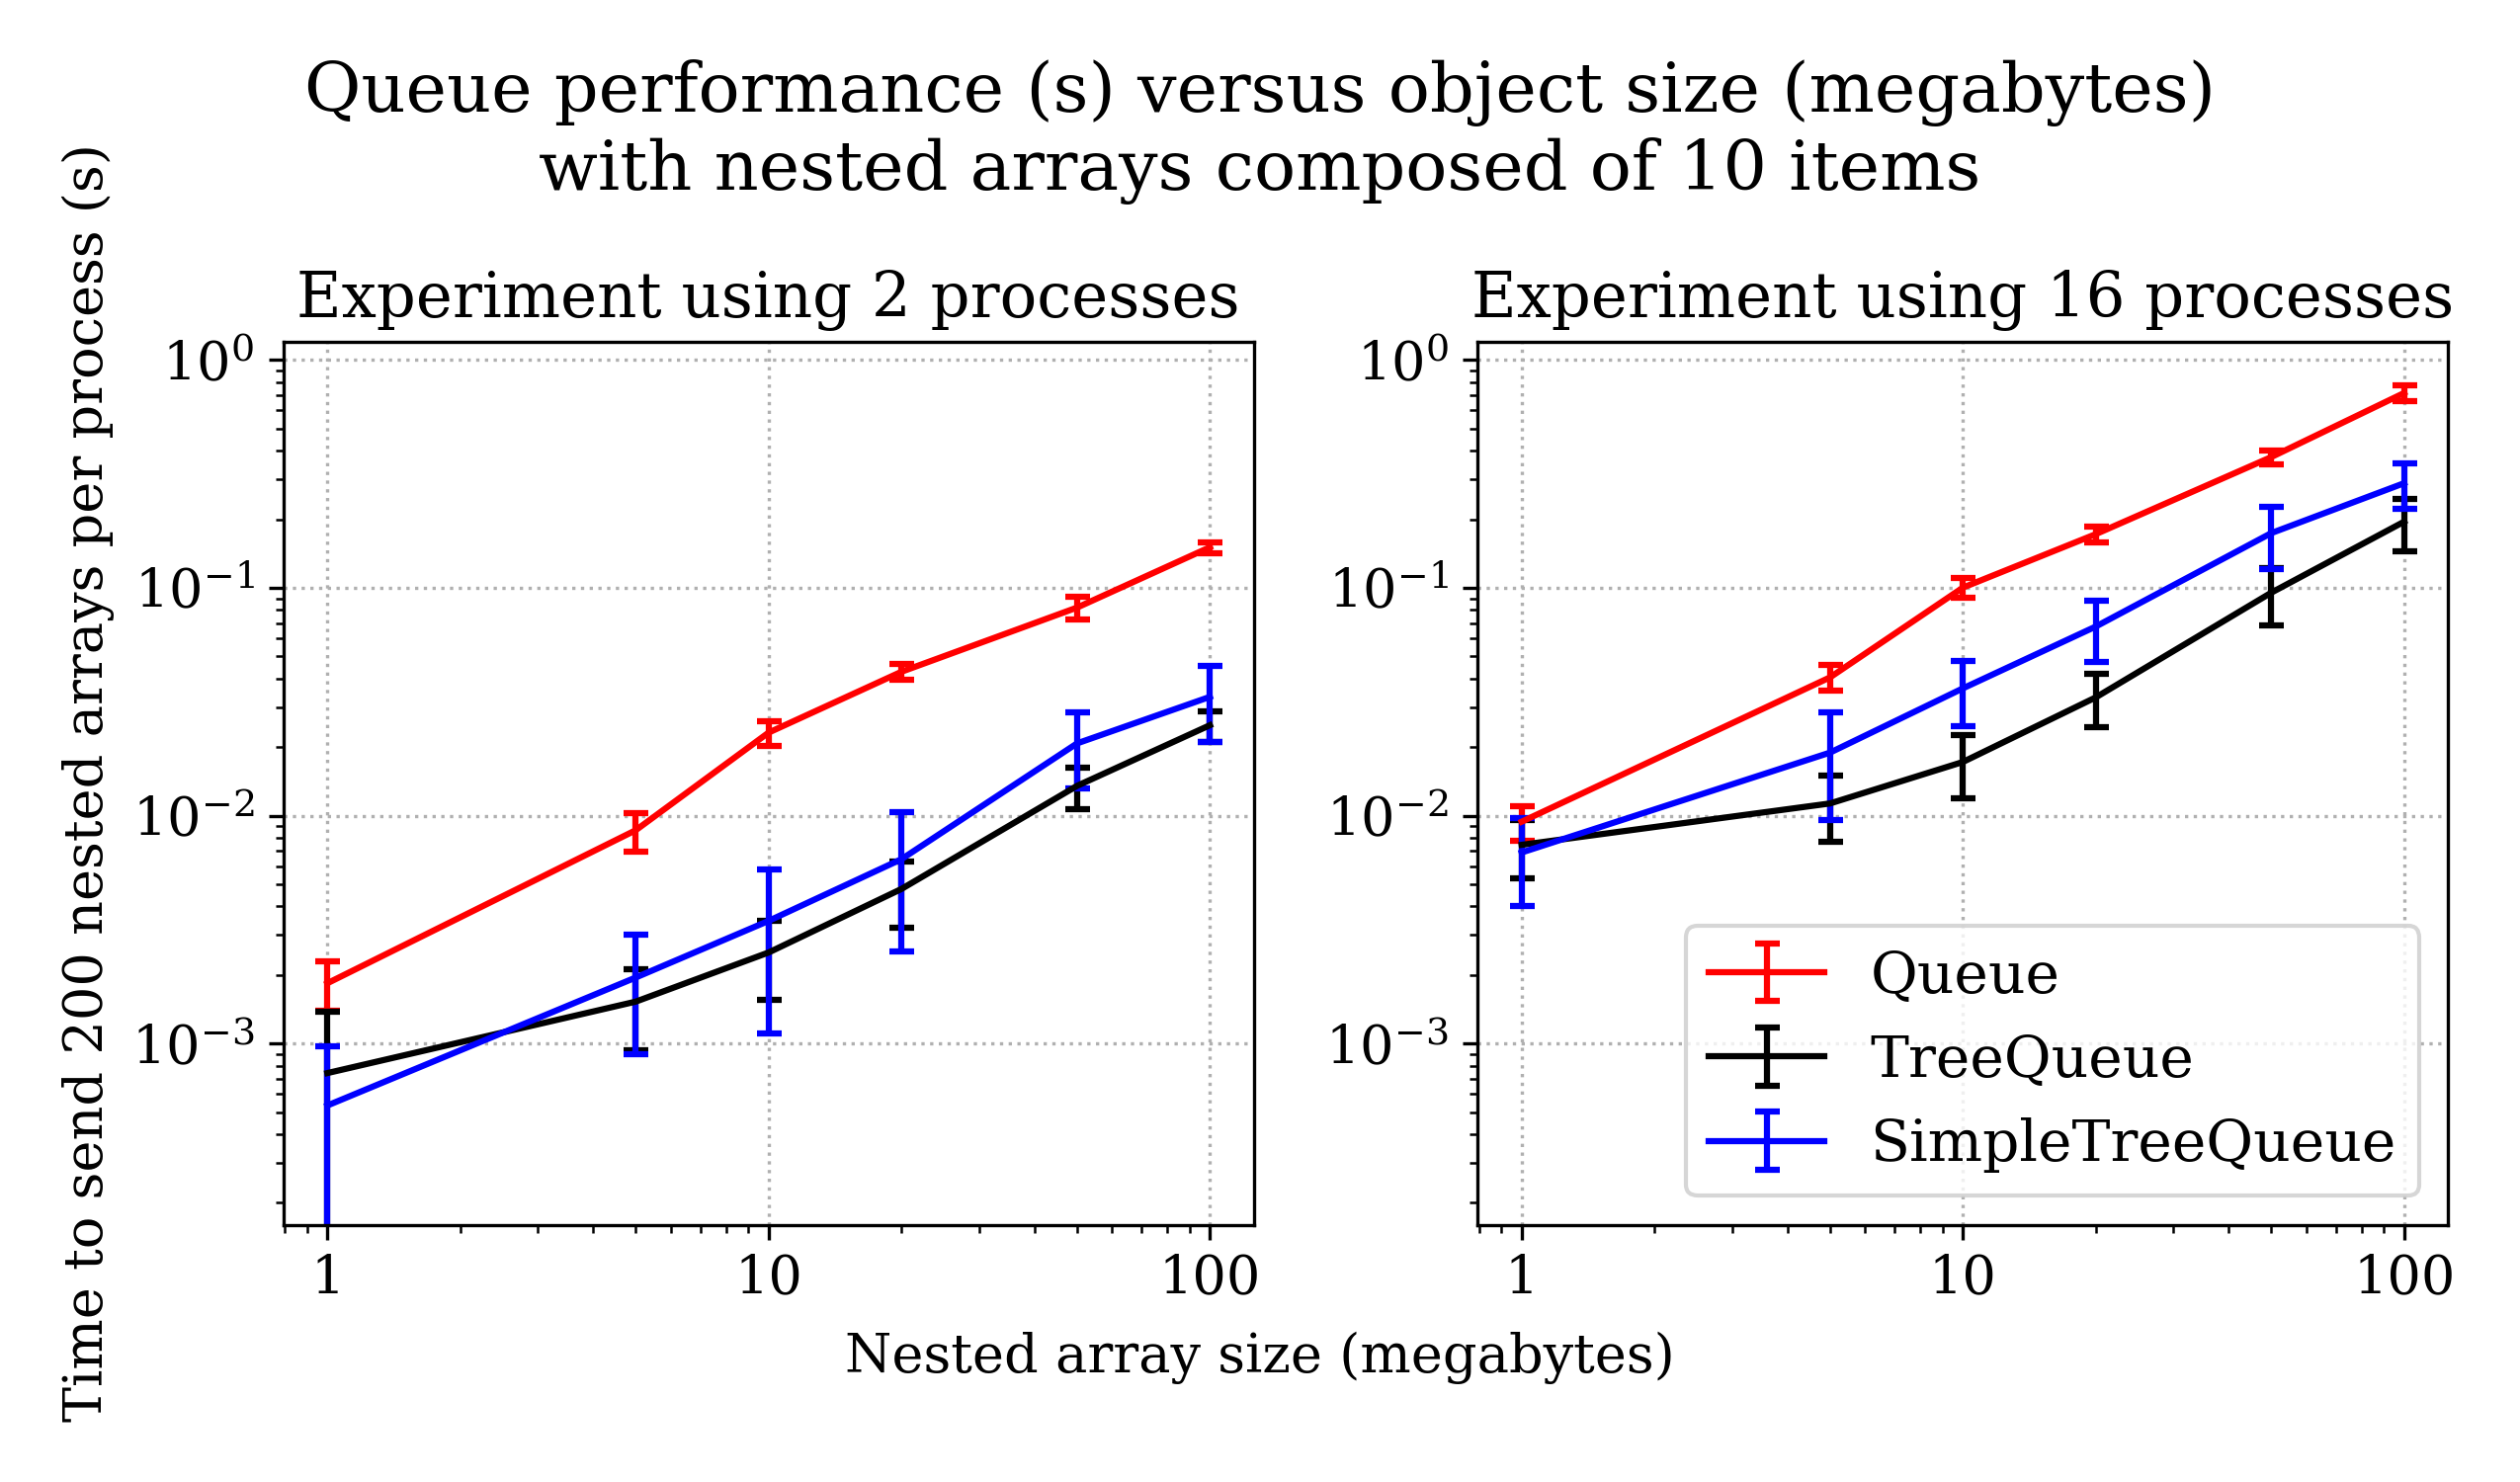 Queue performance (s) versus object size (megabytes)
with nested arrays composed of 10 items
Time to send 200 nested arrays per process (s)
Experiment using 2 processes
10⁰
10⁻¹
10⁻²
10⁻³
1 10 100
Experiment using 16 processes
10⁰
10⁻¹
10⁻²
10⁻³
Queue
TreeQueue
SimpleTreeQueue
1 10 100
Nested array size (megabytes)